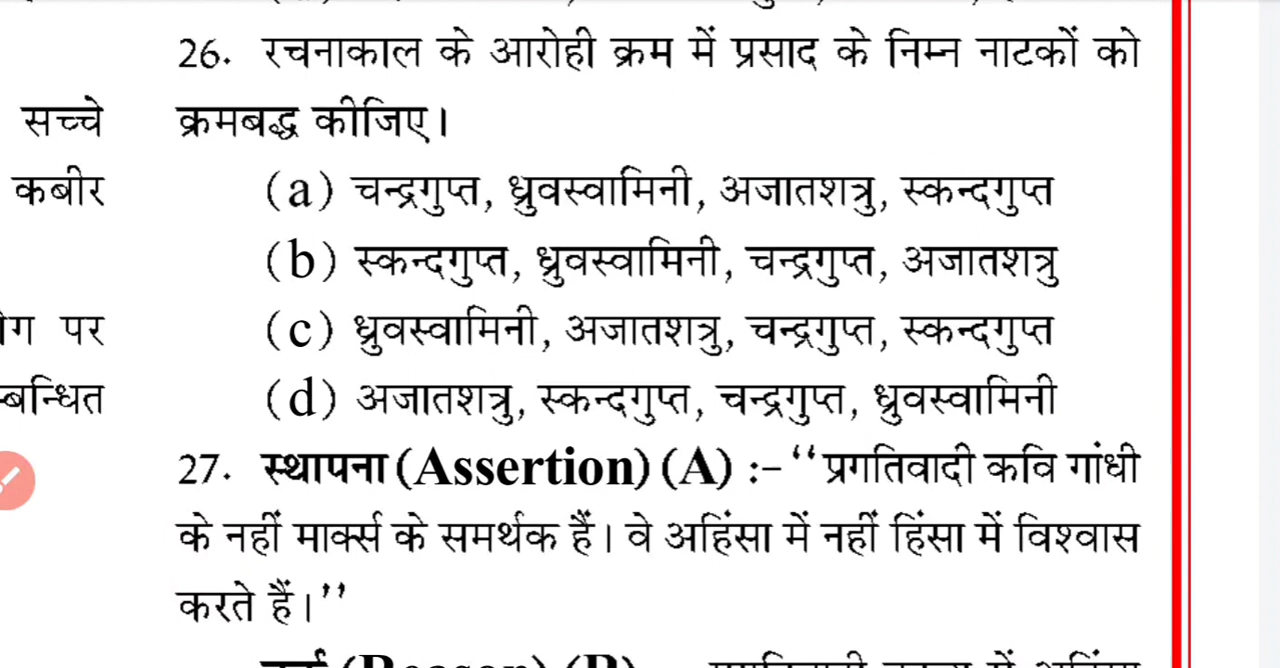 26. रचनाकाल के आरोही क्रम में प्रसाद के निम्न नाटकों को
सच्चे
क्रमबद्ध कीजिए।
कबीर
(a) चन्द्रगुप्त, ध्रुवस्वामिनी, अजातशत्रु, स्कन्दगुप्त
(b) स्कन्दगुप्त, ध्रुवस्वामिनी, चन्द्रगुप्त, अजातशत्रु
पर
(c) ध्रुवस्वामिनी, अजातशत्रु, चन्द्रगुप्त, स्कन्दगुप्त
(d) अजातशत्रु, स्कन्दगुप्त, चन्द्रगुप्त, ध्रुवस्वामिनी
27. स्थापना (Assertion) (A) :– ‘‘प्रगतिवादी कवि गांधी
के नहीं मार्क्स के समर्थक हैं। वे अहिंसा में नहीं हिंसा में विश्वास
करते हैं।’’